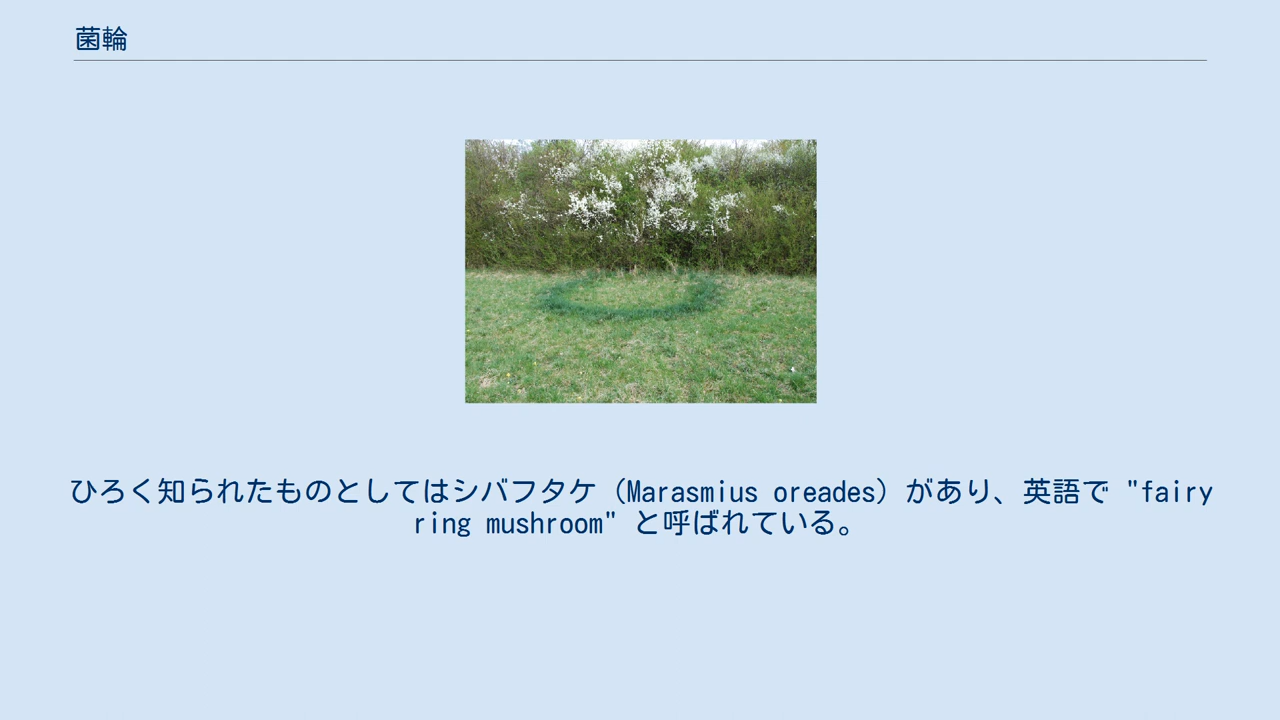 菌輪
ひろく知られたものとしてはシバフタケ（Marasmius oreades）があり、英語で "fairy
ring mushroom" と呼ばれている。